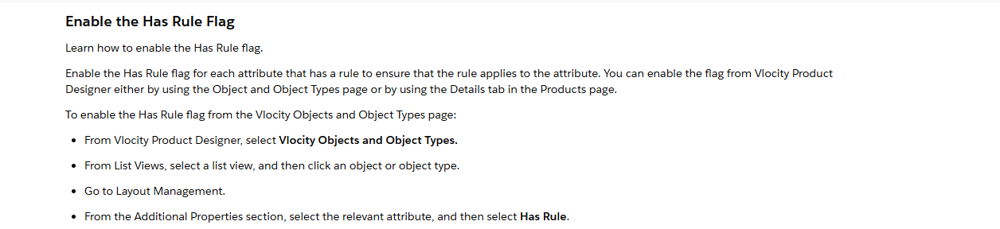 Enable the Has Rule Flag
Learn how to enable the Has Rule flag.
Enable the Has Rule flag for each attribute that has a rule to ensure that the rule applies to the attribute. You can enable the flag from Vlocity Product
Designer either by using the Object and Object Types page or by using the Details tab in the Products page.
To enable the Has Rule flag from the Vlocity Objects and Object Types page:
• From Vlocity Product Designer, select Vlocity Objects and Object Types.
• From List Views, select a list view, and then click an object or object type.
• Go to Layout Management.
• From the Additional Properties section, select the relevant attribute, and then select Has Rule.